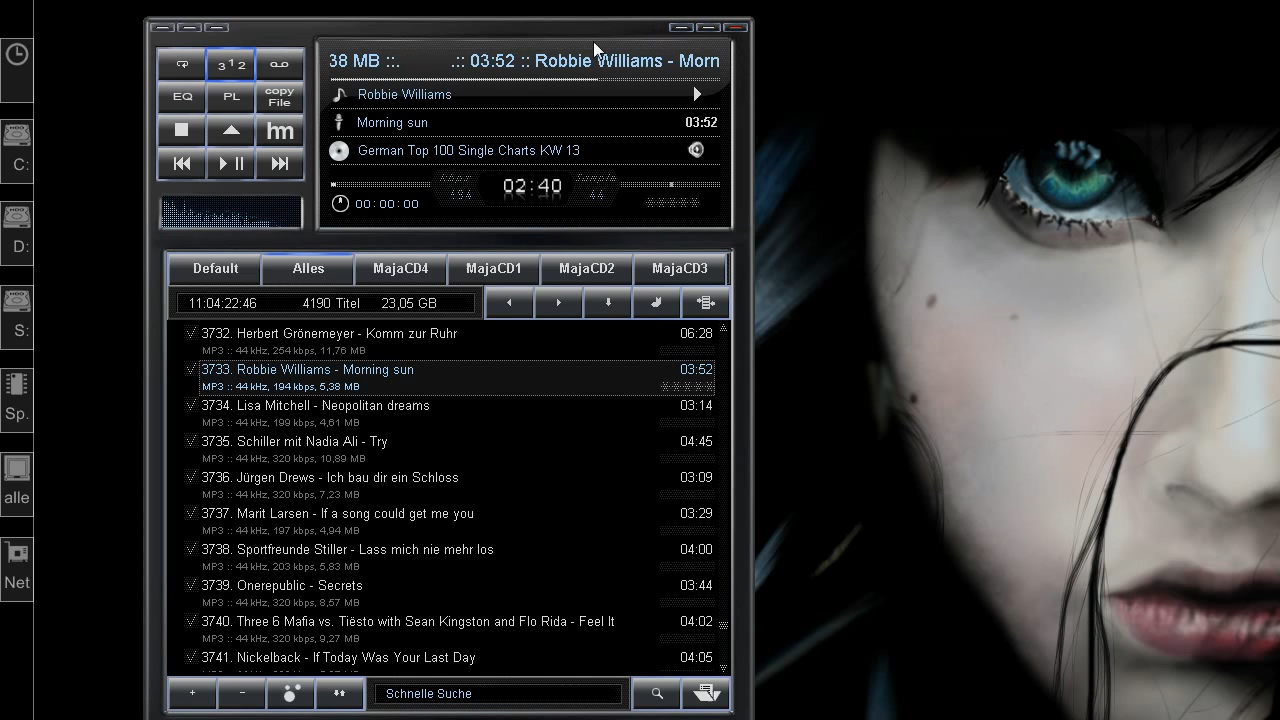 38 MB ::. .:: 03:52 :: Robbie Williams - Morn
312
EQ PL copy File
hm
Robbie Williams
Morning sun 03:52
German Top 100 Single Charts KW 13
02:40
00:00:00
C:
D:
S:
Sp.
alle
Net
Default Alles MajaCD4 MajaCD1 MajaCD2 MajaCD3
11:04:22:46 4190 Titel 23,05 GB
3732. Herbert Grönemeyer - Komm zur Ruhr 06:28
MP3 :: 44 kHz, 254 kbps, 11,76 MB
3733. Robbie Williams - Morning sun 03:52
MP3 :: 44 kHz, 194 kbps, 5,38 MB
3734. Lisa Mitchell - Neopolitan dreams 03:14
MP3 :: 44 kHz, 199 kbps, 4,61 MB
3735. Schiller mit Nadia Ali - Try 04:45
MP3 :: 44 kHz, 320 kbps, 10,89 MB
3736. Jürgen Drews - Ich bau dir ein Schloss 03:09
MP3 :: 44 kHz, 320 kbps, 7,23 MB
3737. Marit Larsen - If a song could get me you 03:29
MP3 :: 44 kHz, 197 kbps, 4,94 MB
3738. Sportfreunde Stiller - Lass mich nie mehr los 04:00
MP3 :: 44 kHz, 203 kbps, 5,83 MB
3739. Onerepublic - Secrets 03:44
MP3 :: 44 kHz, 320 kbps, 8,57 MB
3740. Three 6 Mafia vs. Tiësto with Sean Kingston and Flo Rida - Feel It 04:02
MP3 :: 44 kHz, 320 kbps, 9,27 MB
3741. Nickelback - If Today Was Your Last Day 04:05
Schnelle Suche